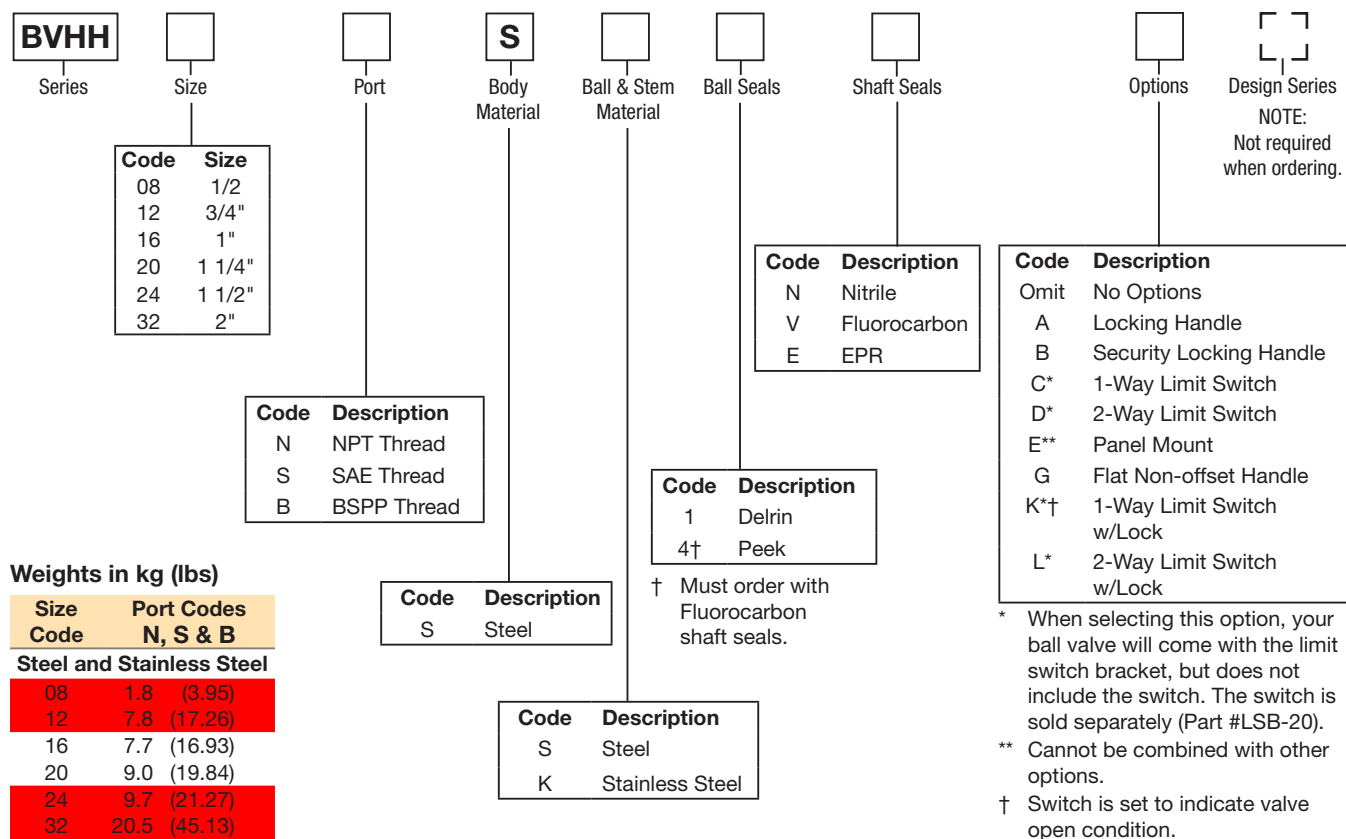 BVHH S
Series Size Port Body Material Ball & Stem Material Ball Seals Shaft Seals Options Design Series
NOTE:
Not required
when ordering.
Code Size
08 1/2
12 3/4"
16 1"
20 1 1/4"
24 1 1/2"
32 2"
Code Description
N NPT Thread
S SAE Thread
B BSPP Thread
Code Description
S Steel
Code Description
S Steel
K Stainless Steel
Code Description
1 Delrin
4† Peek
† Must order with
Fluorocarbon
shaft seals.
Code Description
N Nitrile
V Fluorocarbon
E EPR
Code Description
Omit No Options
A Locking Handle
B Security Locking Handle
C* 1-Way Limit Switch
D* 2-Way Limit Switch
E** Panel Mount
G Flat Non-offset Handle
K*† 1-Way Limit Switch
w/Lock
L* 2-Way Limit Switch
w/Lock
* When selecting this option, your
ball valve will come with the limit
switch bracket, but does not
include the switch. The switch is
sold separately (Part #LSB-20).
** Cannot be combined with other
options.
† Switch is set to indicate valve
open condition.
Weights in kg (lbs)
Size Port Codes
Code N, S & B
Steel and Stainless Steel
08 1.8 (3.95)
12 7.8 (17.26)
16 7.7 (16.93)
20 9.0 (19.84)
24 9.7 (21.27)
32 20.5 (45.13)